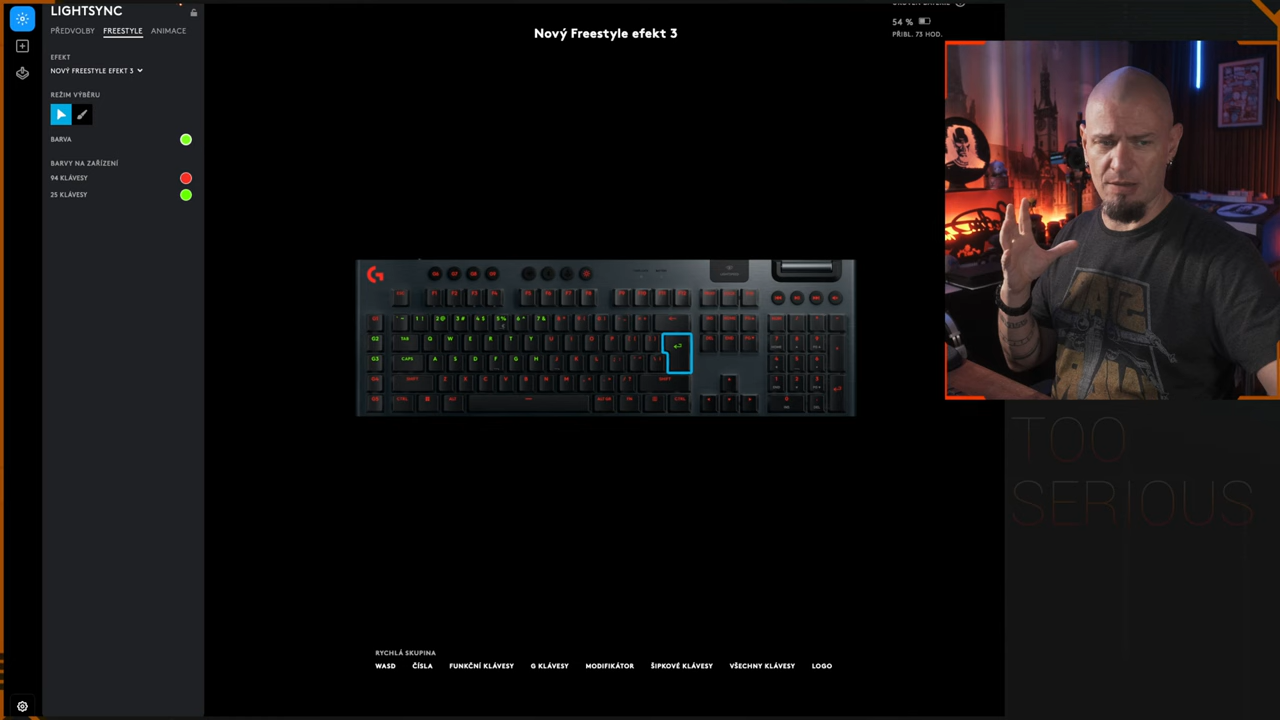 LIGHTSYNC
PŘEDVOLBY FREESTYLE ANIMACE
EFEKT
NOVÝ FREESTYLE EFEKT 3
REŽIM VÝBĚRU
BARVA
BARVY NA ZAŘÍZENÍ
94 KLÁVESY
25 KLÁVESY
Nový Freestyle efekt 3
54 %
PŘIBL. 73 HOD.
TAB Q W E R T Y U
CAPS A S D F G H
RYCHLÁ SKUPINA
WASD ČÍSLA FUNKČNÍ KLÁVESY G KLÁVESY MODIFIKÁTOR ŠIPKOVÉ KLÁVESY VŠECHNY KLÁVESY LOGO
TOO
SERIOUS